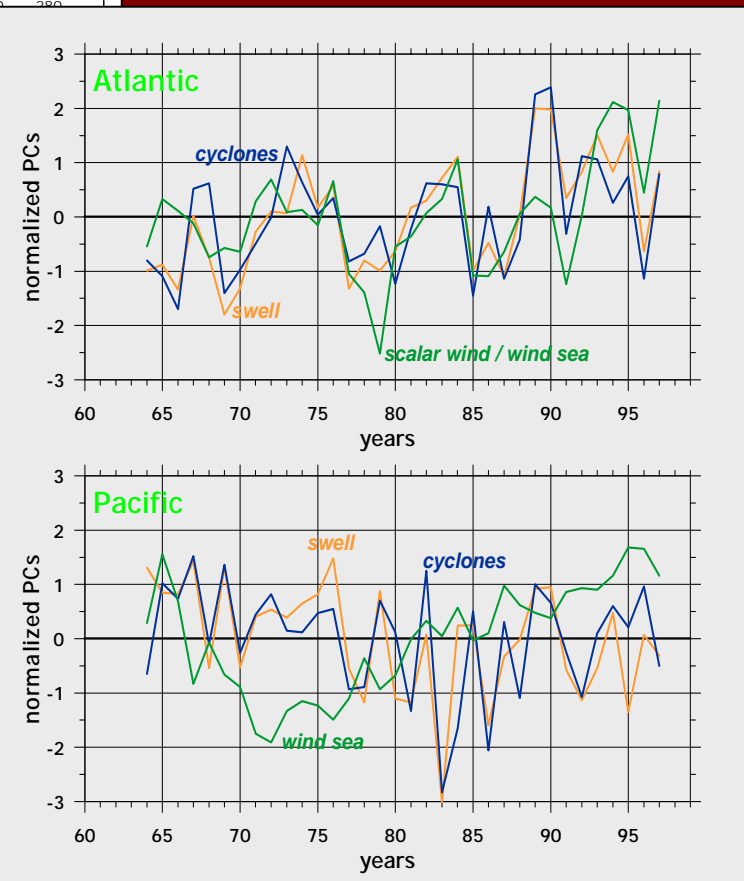 280
3
Atlantic
2
cyclones
1
0
-1
swell
-2
scalar wind / wind sea
-3
normalized PCs
60 65 70 75 80 85 90 95
years
3
Pacific
2
swell
cyclones
1
0
-1
wind sea
-2
-3
normalized PCs
60 65 70 75 80 85 90 95
years